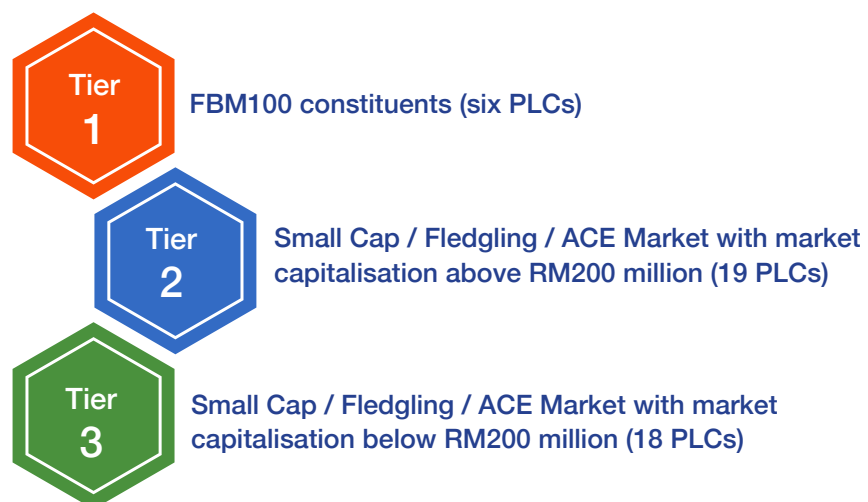 Tier
1
FBM100 constituents (six PLCs)
Tier
2
Small Cap / Fledgling / ACE Market with market
capitalisation above RM200 million (19 PLCs)
Tier
3
Small Cap / Fledgling / ACE Market with market
capitalisation below RM200 million (18 PLCs)